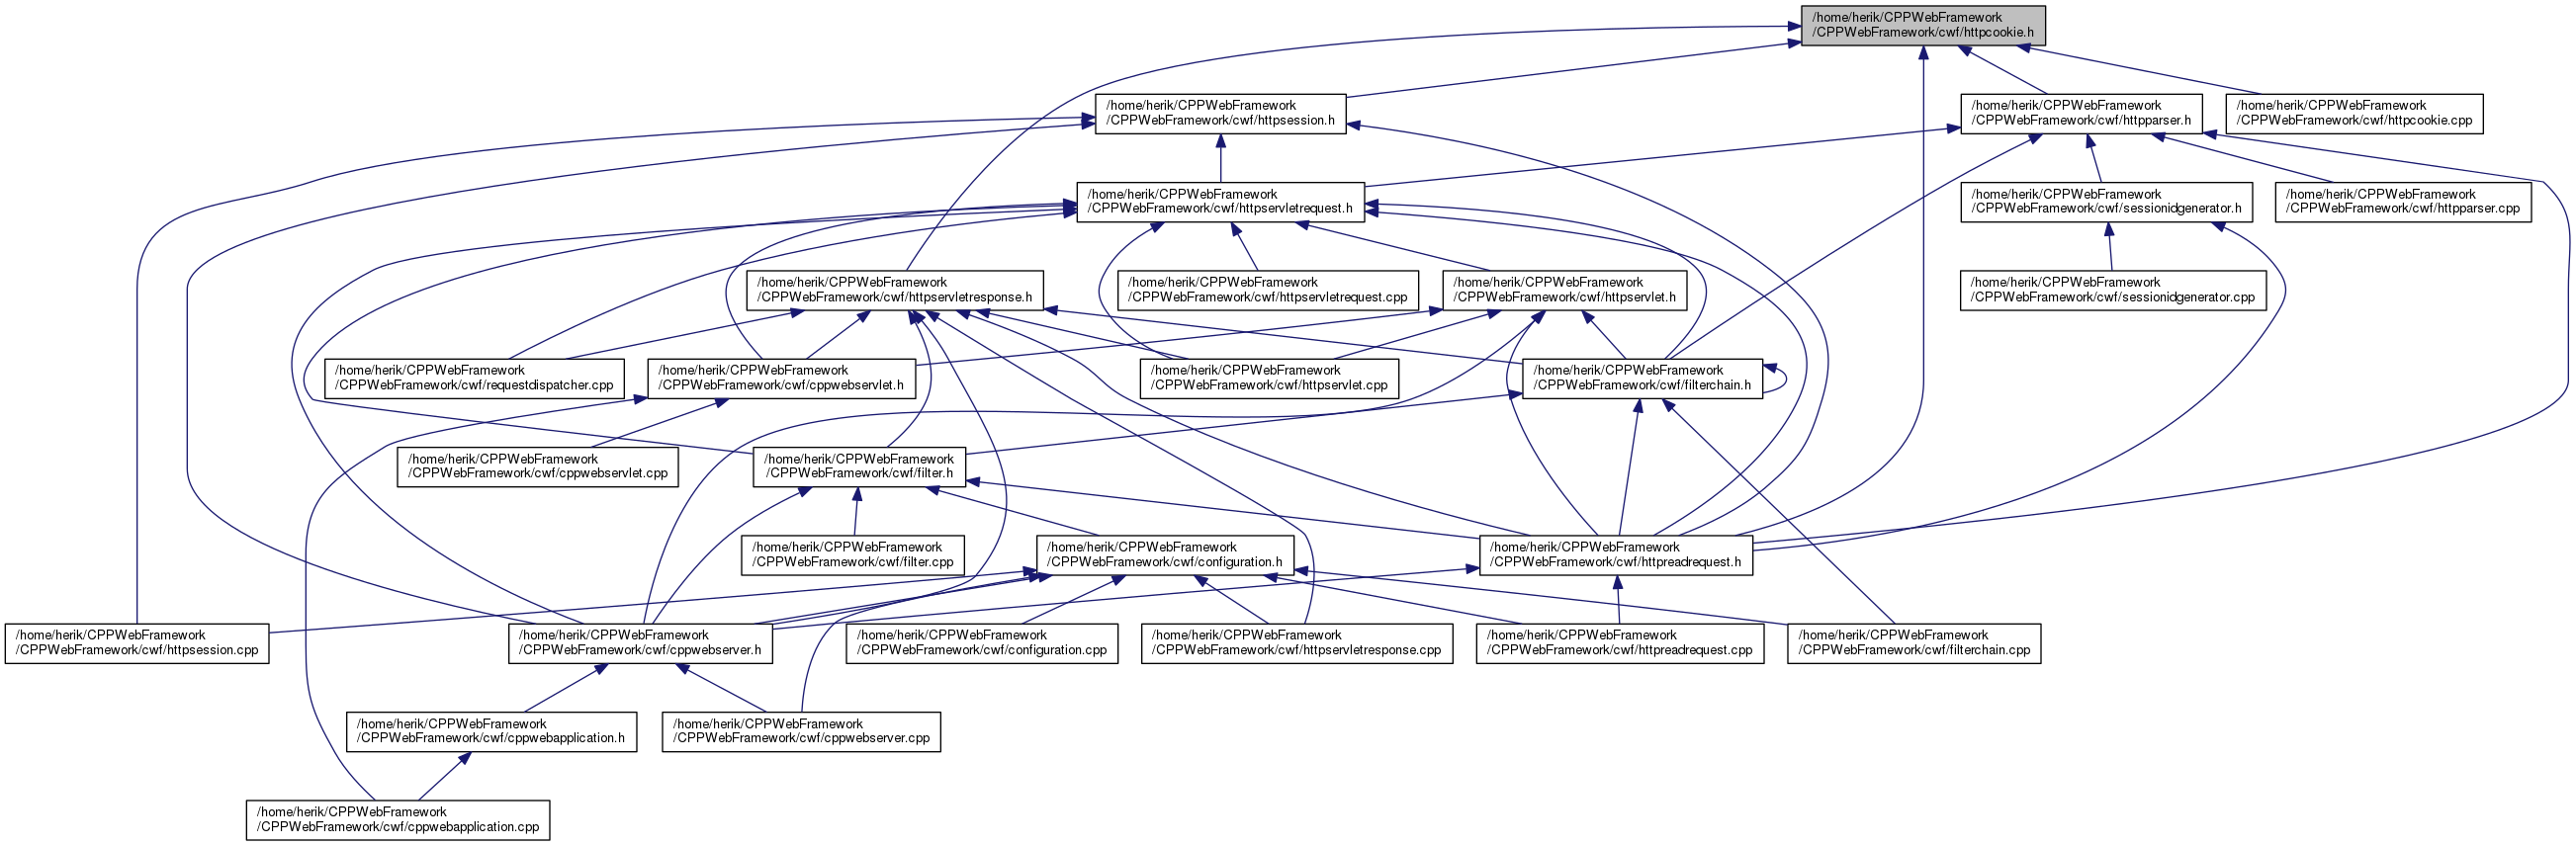 /home/herik/CPPWebFramework
/CPPWebFramework/cwf/httpcookie.h
/home/herik/CPPWebFramework
/CPPWebFramework/cwf/httpsession.h
/home/herik/CPPWebFramework
/CPPWebFramework/cwf/httpparser.h
/home/herik/CPPWebFramework
/CPPWebFramework/cwf/httpcookie.cpp
/home/herik/CPPWebFramework
/CPPWebFramework/cwf/httpservletrequest.h
/home/herik/CPPWebFramework
/CPPWebFramework/cwf/sessionidgenerator.h
/home/herik/CPPWebFramework
/CPPWebFramework/cwf/httpparser.cpp
/home/herik/CPPWebFramework
/CPPWebFramework/cwf/httpservletresponse.h
/home/herik/CPPWebFramework
/CPPWebFramework/cwf/httpservletrequest.cpp
/home/herik/CPPWebFramework
/CPPWebFramework/cwf/httpservlet.h
/home/herik/CPPWebFramework
/CPPWebFramework/cwf/sessionidgenerator.cpp
/home/herik/CPPWebFramework
/CPPWebFramework/cwf/requestdispatcher.cpp
/home/herik/CPPWebFramework
/CPPWebFramework/cwf/cppwebservlet.h
/home/herik/CPPWebFramework
/CPPWebFramework/cwf/httpservlet.cpp
/home/herik/CPPWebFramework
/CPPWebFramework/cwf/filterchain.h
/home/herik/CPPWebFramework
/CPPWebFramework/cwf/cppwebservlet.cpp
/home/herik/CPPWebFramework
/CPPWebFramework/cwf/filter.h
/home/herik/CPPWebFramework
/CPPWebFramework/cwf/filter.cpp
/home/herik/CPPWebFramework
/CPPWebFramework/cwf/configuration.h
/home/herik/CPPWebFramework
/CPPWebFramework/cwf/httpreadrequest.h
/home/herik/CPPWebFramework
/CPPWebFramework/cwf/httpsession.cpp
/home/herik/CPPWebFramework
/CPPWebFramework/cwf/cppwebserver.h
/home/herik/CPPWebFramework
/CPPWebFramework/cwf/configuration.cpp
/home/herik/CPPWebFramework
/CPPWebFramework/cwf/httpservletresponse.cpp
/home/herik/CPPWebFramework
/CPPWebFramework/cwf/httpreadrequest.cpp
/home/herik/CPPWebFramework
/CPPWebFramework/cwf/filterchain.cpp
/home/herik/CPPWebFramework
/CPPWebFramework/cwf/cppwebapplication.h
/home/herik/CPPWebFramework
/CPPWebFramework/cwf/cppwebserver.cpp
/home/herik/CPPWebFramework
/CPPWebFramework/cwf/cppwebapplication.cpp